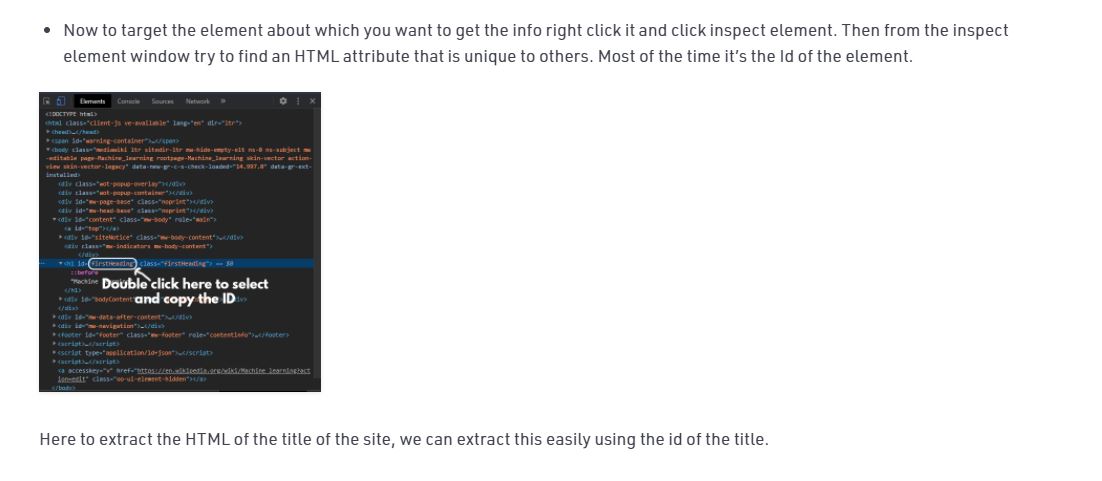 Now to target the element about which you want to get the info right click it and click inspect element. Then from the inspect
element window try to find an HTML attribute that is unique to others. Most of the time it’s the Id of the element.
Elements Console Sources Network »
<!DOCTYPE html>
<html class="client-js ve-available" lang="en" dir="ltr">
<head>…</head>
<span id="warning-container">…</span>
<body class="mediawiki ltr sitedir-ltr mw-hide-empty-elt ns-0 ns-subject mw
-editable page-Machine_learning rootpage-Machine_learning skin-vector action-
view skin-vector-legacy" data-new-gr-c-s-check-loaded="14.997.0" data-gr-ext-
installed>
<div class="wot-popup-overlay"></div>
<div class="wot-popup-container"></div>
<div id="mw-page-base" class="noprint"></div>
<div id="mw-head-base" class="noprint"></div>
<div id="content" class="mw-body" role="main">
<a id="top"></a>
<div id="siteNotice" class="mw-body-content">…</div>
<div class="mw-indicators mw-body-content">
</div>
<h1 id="firstHeading" class="firstHeading"> == $0
::before
"Machine
Double click here to select
</h1>
and copy the ID
<div id="bodyContent"
</div>
<div id="mw-data-after-content">…</div>
<div id="mw-navigation">…</div>
<footer id="footer" class="mw-footer" role="contentinfo">…</footer>
<script>…</script>
<script type="application/ld+json">…</script>
<script>…</script>
<a accesskey="v" href="https://en.wikipedia.org/wiki/Machine_learning?act
ion=edit" class="oo-ui-element-hidden"></a>
</body>
Here to extract the HTML of the title of the site, we can extract this easily using the id of the title.